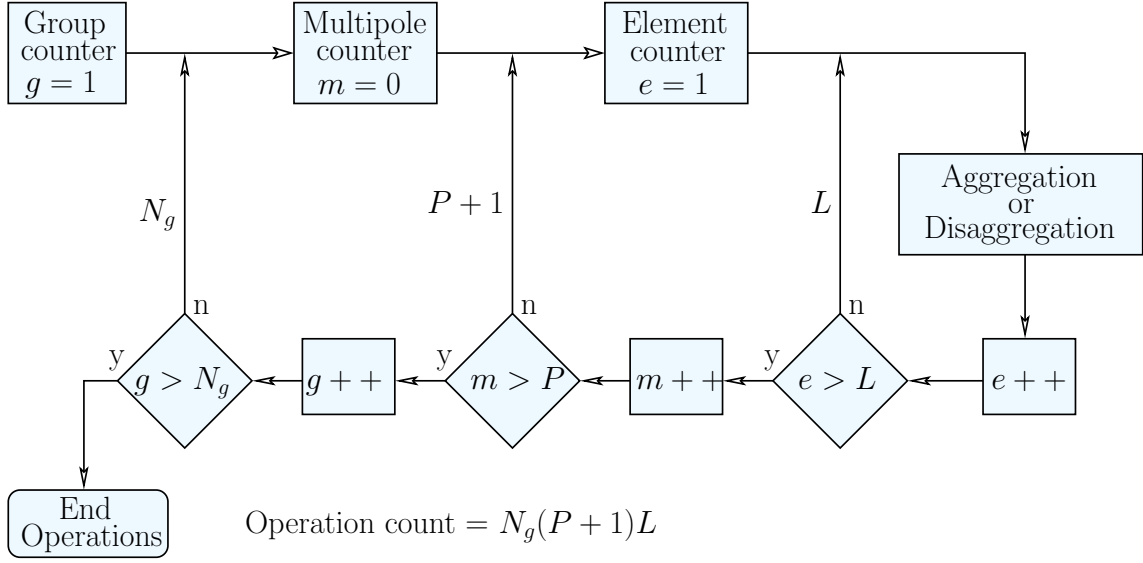 Group
counter
g = 1
Multipole
counter
m = 0
Element
counter
e = 1
Aggregation
or
Disaggregation
N_g
P + 1
L
n
n
n
y
g > N_g
g + +
y
m > P
m + +
y
e > L
e + +
End
Operations
Operation count = N_g(P + 1)L